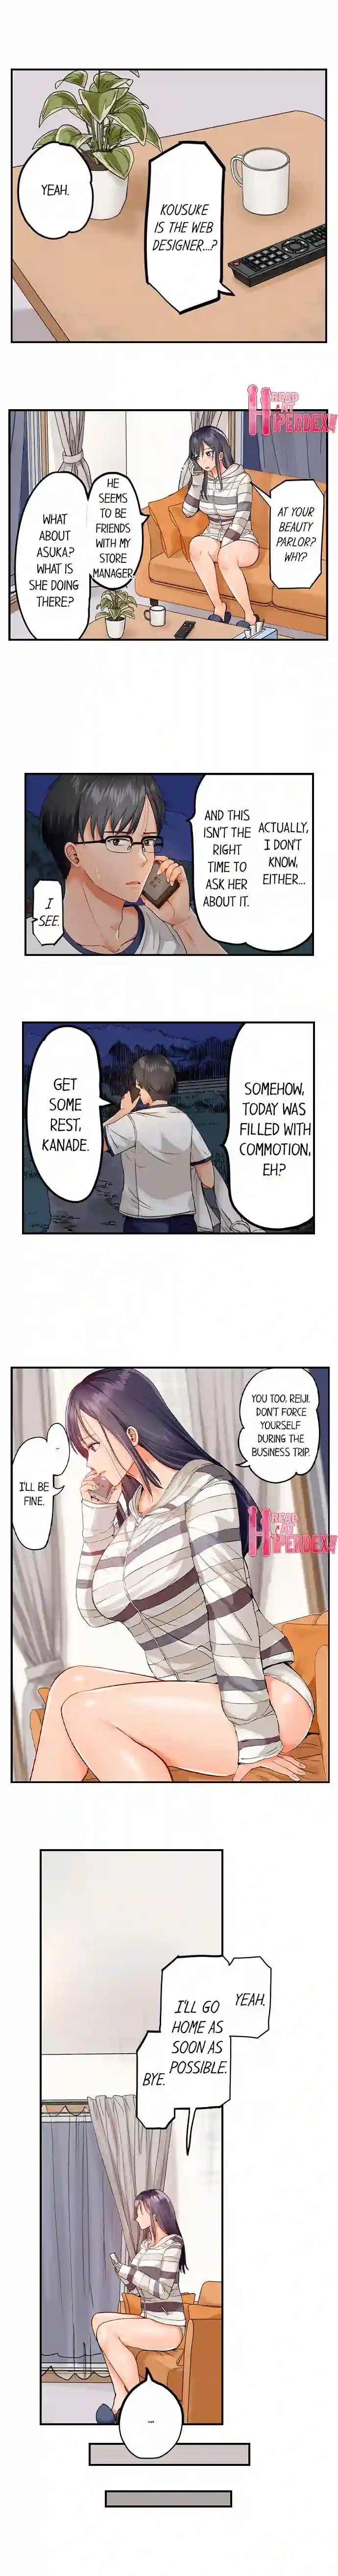 KOUSUKE
IS THE WEB
DESIGNER...?
YEAH.
READ
AT
HIPERDEX!!
AT YOUR
BEAUTY
PARLOR?
WHY?
HE
SEEMS
TO BE
FRIENDS
WITH MY
STORE
MANAGER.
WHAT
ABOUT
ASUKA?
WHAT IS
SHE DOING
THERE?
ACTUALLY,
I DON'T
KNOW,
EITHER...
AND THIS
ISN'T THE
RIGHT
TIME TO
ASK HER
ABOUT IT.
I
SEE.
SOMEHOW,
TODAY WAS
FILLED WITH
COMMOTION,
EH?
GET
SOME
REST,
KANADE.
YOU TOO, REIJI.
DON'T FORCE
YOURSELF
DURING THE
BUSINESS TRIP.
I'LL BE
FINE.
READ
AT
HIPERDEX!!
YEAH.
I'LL GO
HOME AS
SOON AS
POSSIBLE.
BYE.
...